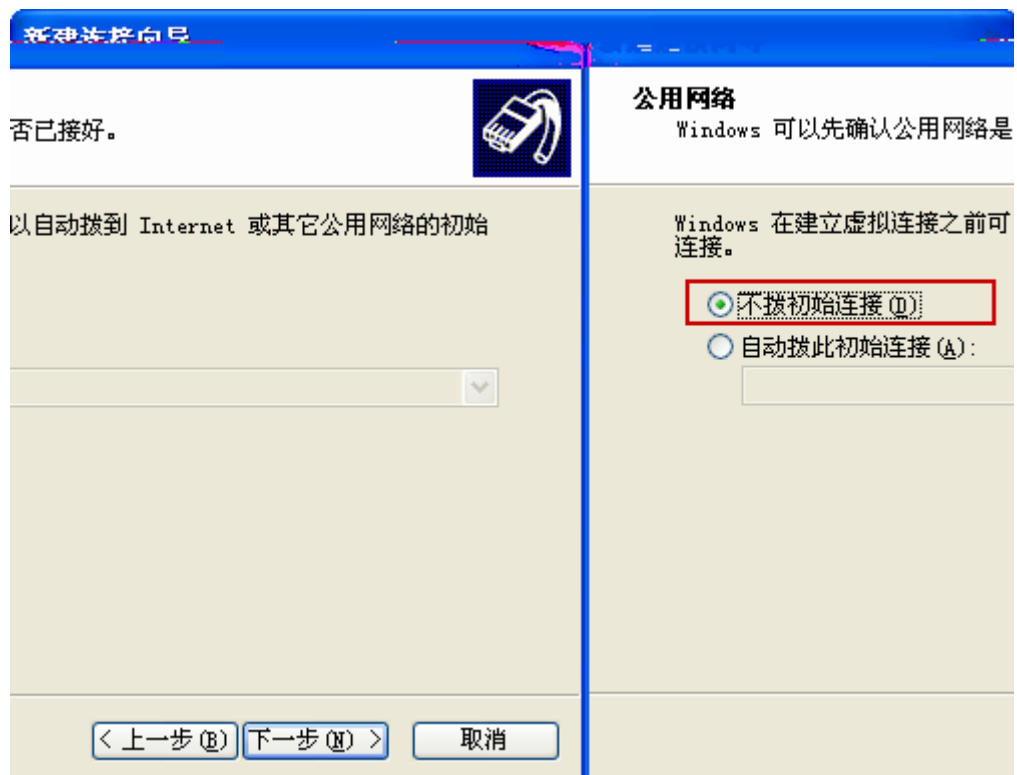 新建连接向导
否已接好。
以自动拨到 Internet 或其它公用网络的初始
< 上一步(B)
下一步(N) >
取消
公用网络
Windows 可以先确认公用网络是
Windows 在建立虚拟连接之前可
连接。
不拨初始连接(D)
自动拨此初始连接(A):